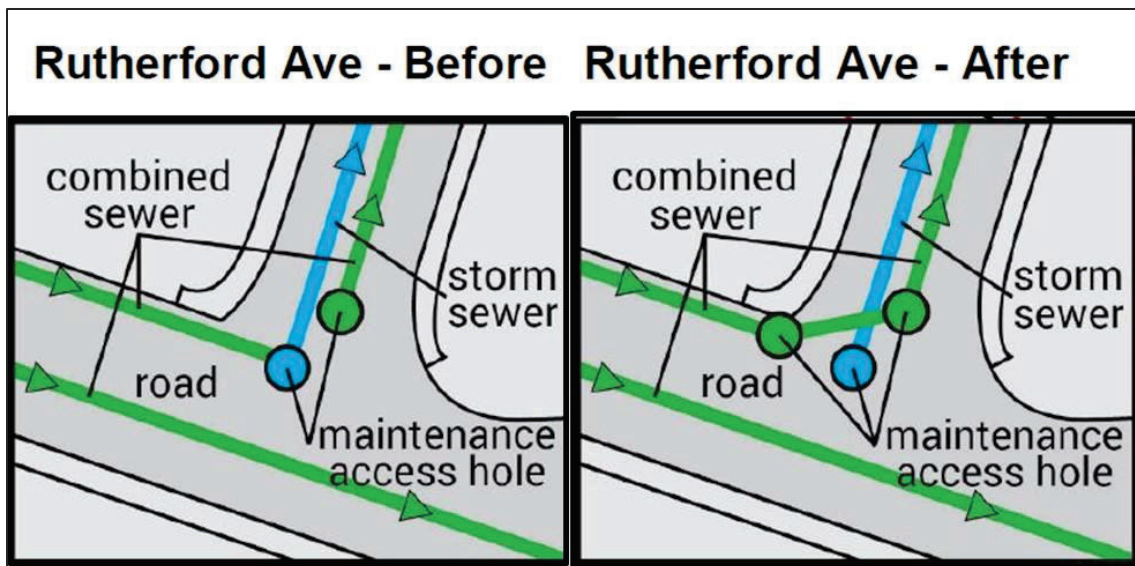 Rutherford Ave - Before
combined
sewer
storm
sewer
road
maintenance
access hole
Rutherford Ave - After
combined
sewer
storm
sewer
road
maintenance
access hole